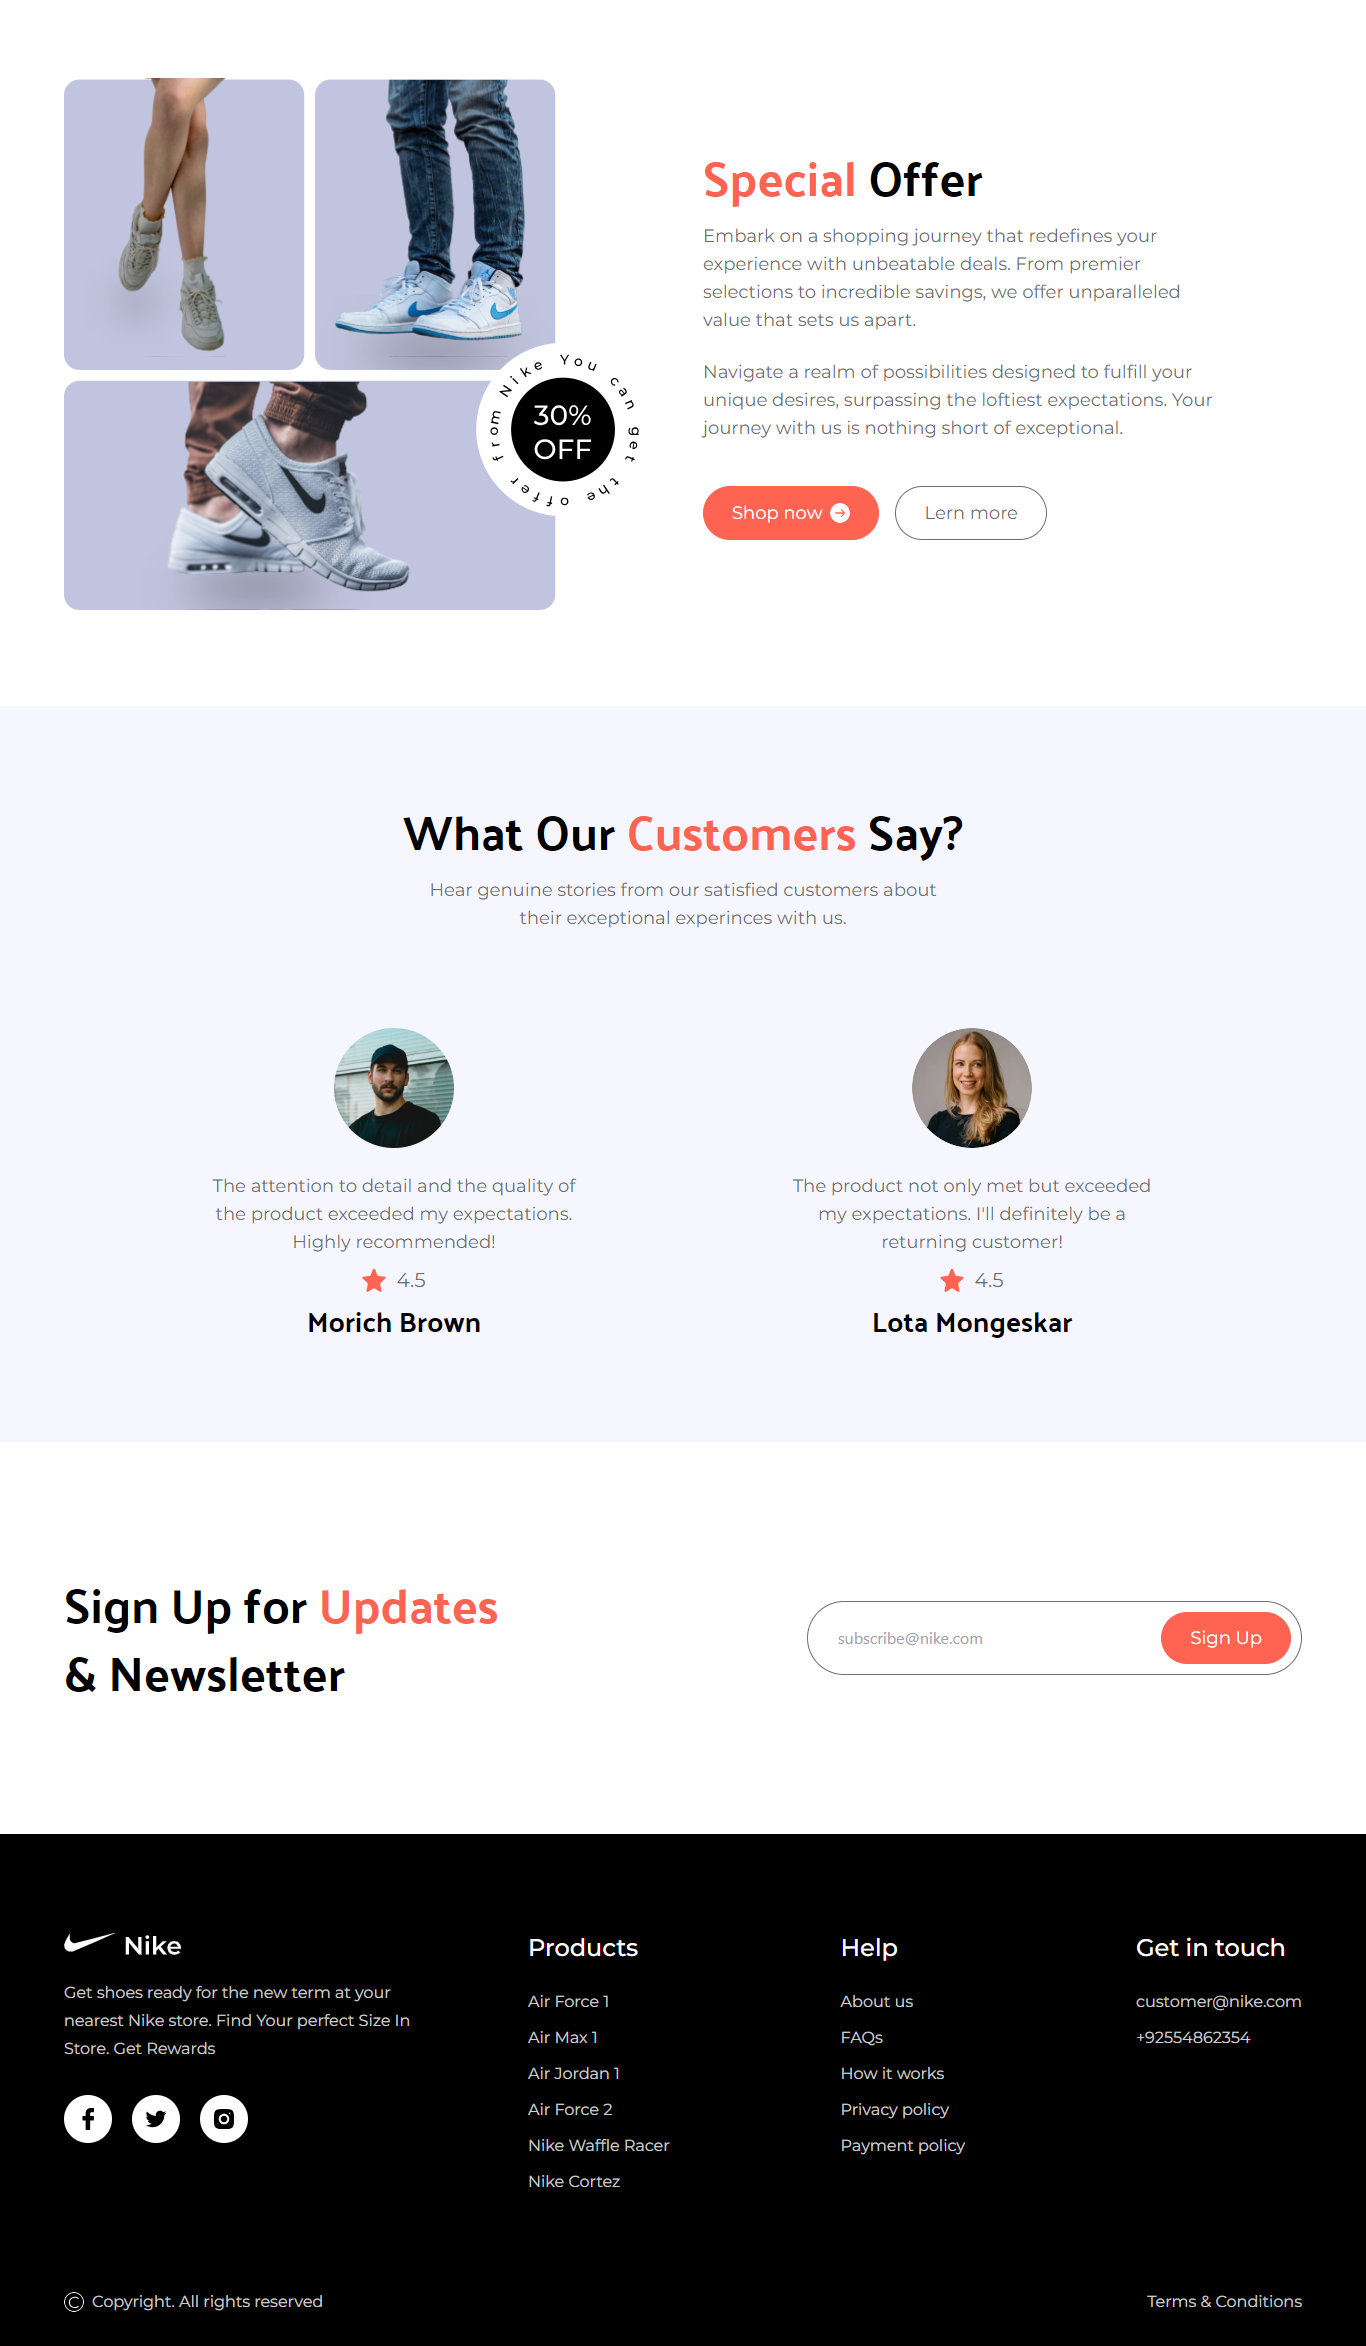 Special Offer
Embark on a shopping journey that redefines your
experience with unbeatable deals. From premier
selections to incredible savings, we offer unparalleled
value that sets us apart.
Navigate a realm of possibilities designed to fulfill your
unique desires, surpassing the loftiest expectations. Your
journey with us is nothing short of exceptional.
Shop now
Lern more
You can get the offer from Nike
30%
OFF
What Our Customers Say?
Hear genuine stories from our satisfied customers about
their exceptional experinces with us.
The attention to detail and the quality of
the product exceeded my expectations.
Highly recommended!
4.5
Morich Brown
The product not only met but exceeded
my expectations. I'll definitely be a
returning customer!
4.5
Lota Mongeskar
Sign Up for Updates
& Newsletter
subscribe@nike.com
Sign Up
Nike
Get shoes ready for the new term at your
nearest Nike store. Find Your perfect Size In
Store. Get Rewards
Products
Air Force 1
Air Max 1
Air Jordan 1
Air Force 2
Nike Waffle Racer
Nike Cortez
Help
About us
FAQs
How it works
Privacy policy
Payment policy
Get in touch
customer@nike.com
+92554862354
© Copyright. All rights reserved
Terms & Conditions